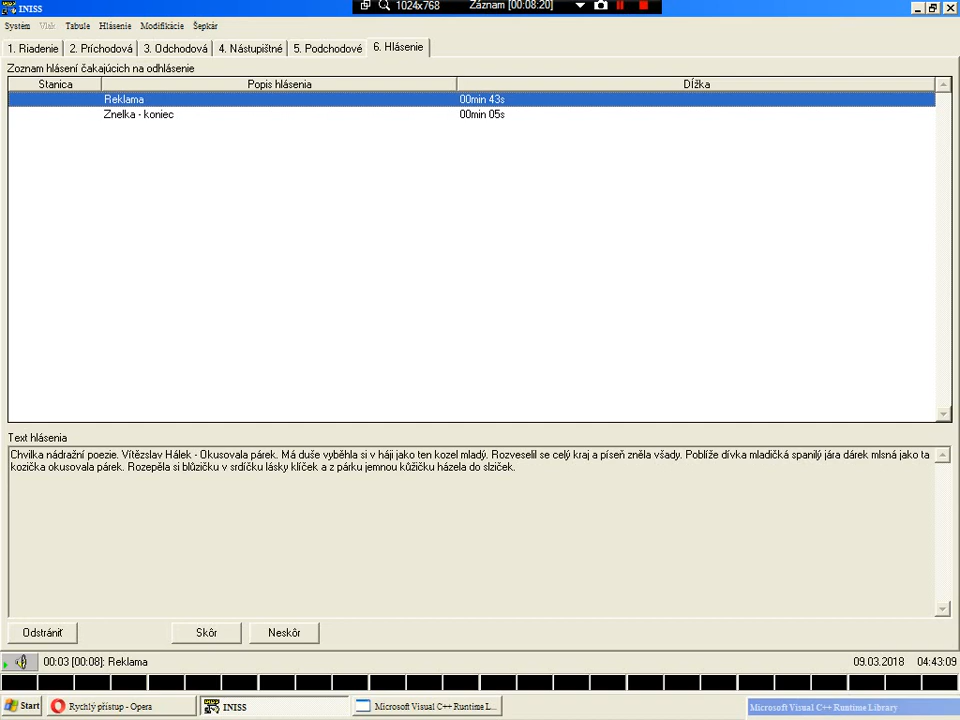 INISS
1024x768 Záznam [00:08:20]
Systém Vlak Tabule Hlásenie Modifikácie Šepkár
1. Riadenie 2. Príchodová 3. Odchodová 4. Nástupištné 5. Podchodové 6. Hlásenie
Zoznam hlásení čakajúcich na odhlásenie
Stanica Popis hlásenia Dĺžka
Reklama 00min 43s
Znelka - koniec 00min 05s
Text hlásenia
Chvilka nádražní poezie. Vítězslav Hálek - Okusovala párek. Má duše vyběhla si v háji jako ten kozel mladý. Rozveselil se celý kraj a píseň zněla všady. Poblíže dívka mladičká spanilý jára dárek mlsná jako ta
kozička okusovala párek. Rozepěla si blůzičku v srdíčku lásky klíček a z párku jemnou kůžičku házela do slziček.
Odstrániť Skôr Neskôr
00:03 [00:08]: Reklama 09.03.2018 04:43:09
Start Rychlý přístup - Opera INISS Microsoft Visual C++ Runtime L... Microsoft Visual C++ Runtime Library